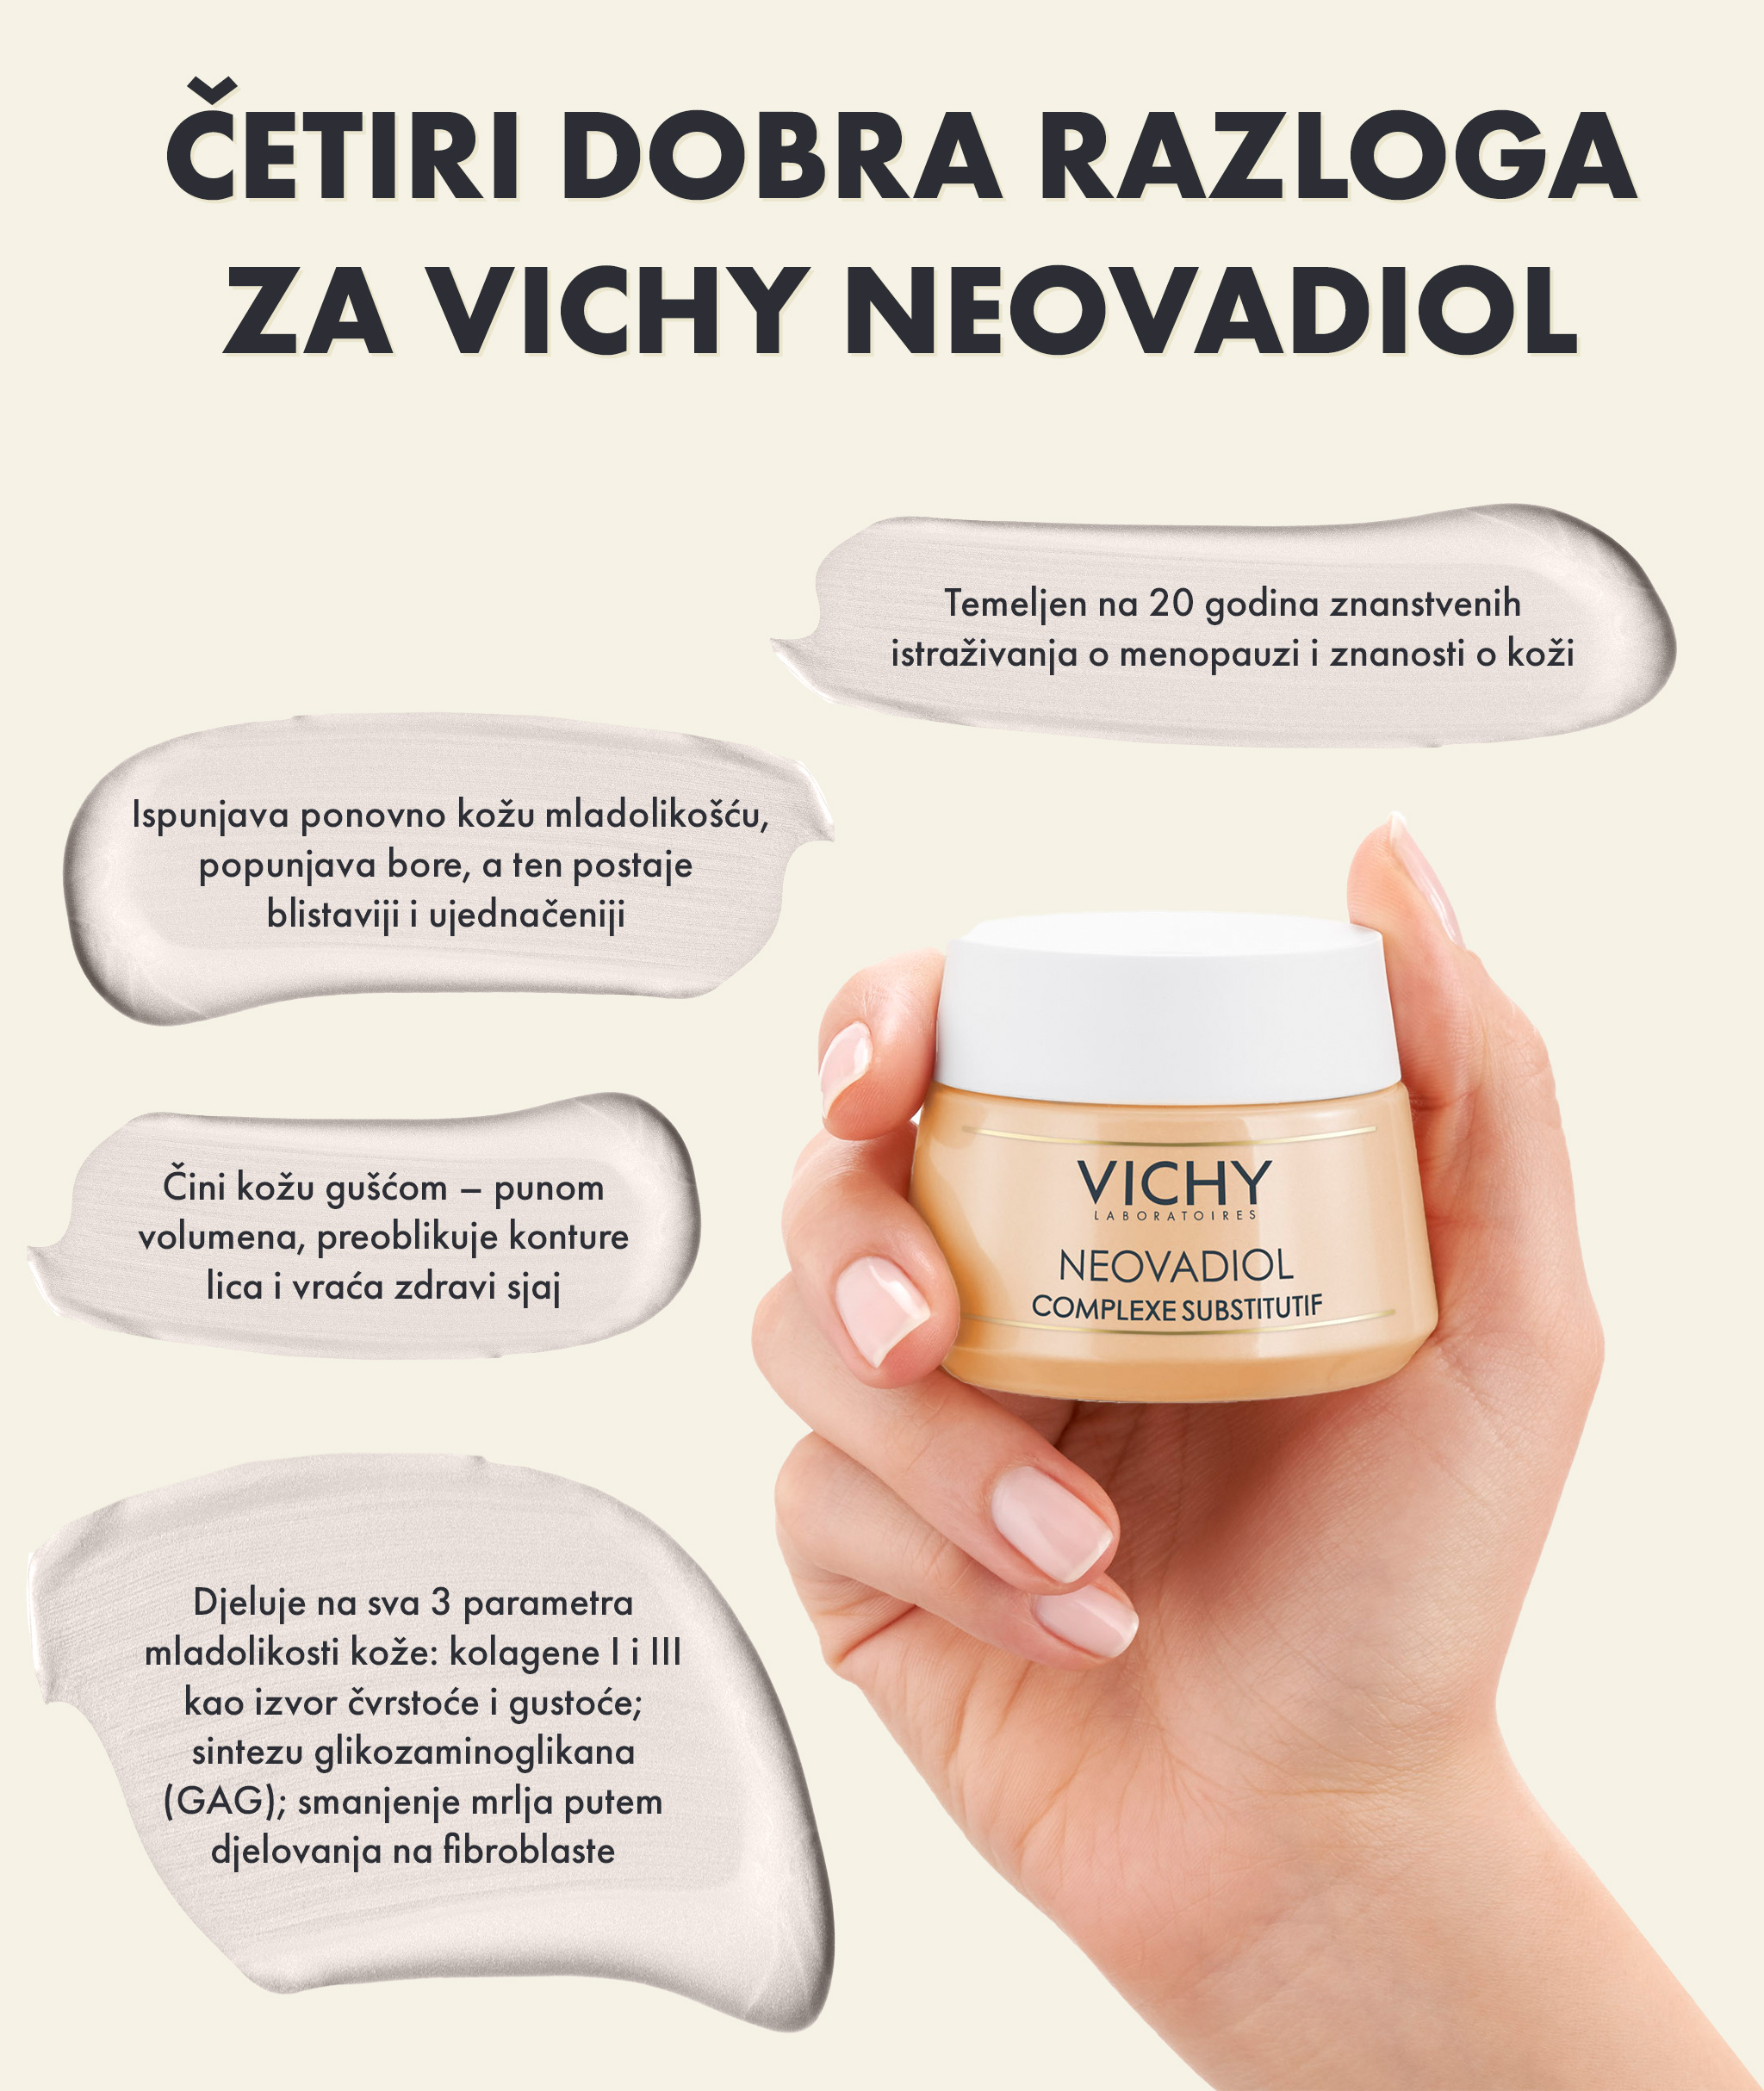 ČETIRI DOBRA RAZLOGA
ZA VICHY NEOVADIOL
Temeljen na 20 godina znanstvenih
istraživanja o menopauzi i znanosti o koži
Ispunjava ponovno kožu mladolikošću,
popunjava bore, a ten postaje
blistaviji i ujednačeniji
Čini kožu gušćom – punom
volumena, preoblikuje konture
lica i vraća zdravi sjaj
Djeluje na sva 3 parametra
mladolikosti kože: kolagene I i III
kao izvor čvrstoće i gustoće;
sintezu glikozaminoglikana
(GAG); smanjenje mrlja putem
djelovanja na fibroblaste
VICHY
LABORATOIRES
NEOVADIOL
COMPLEXE SUBSTITUTIF